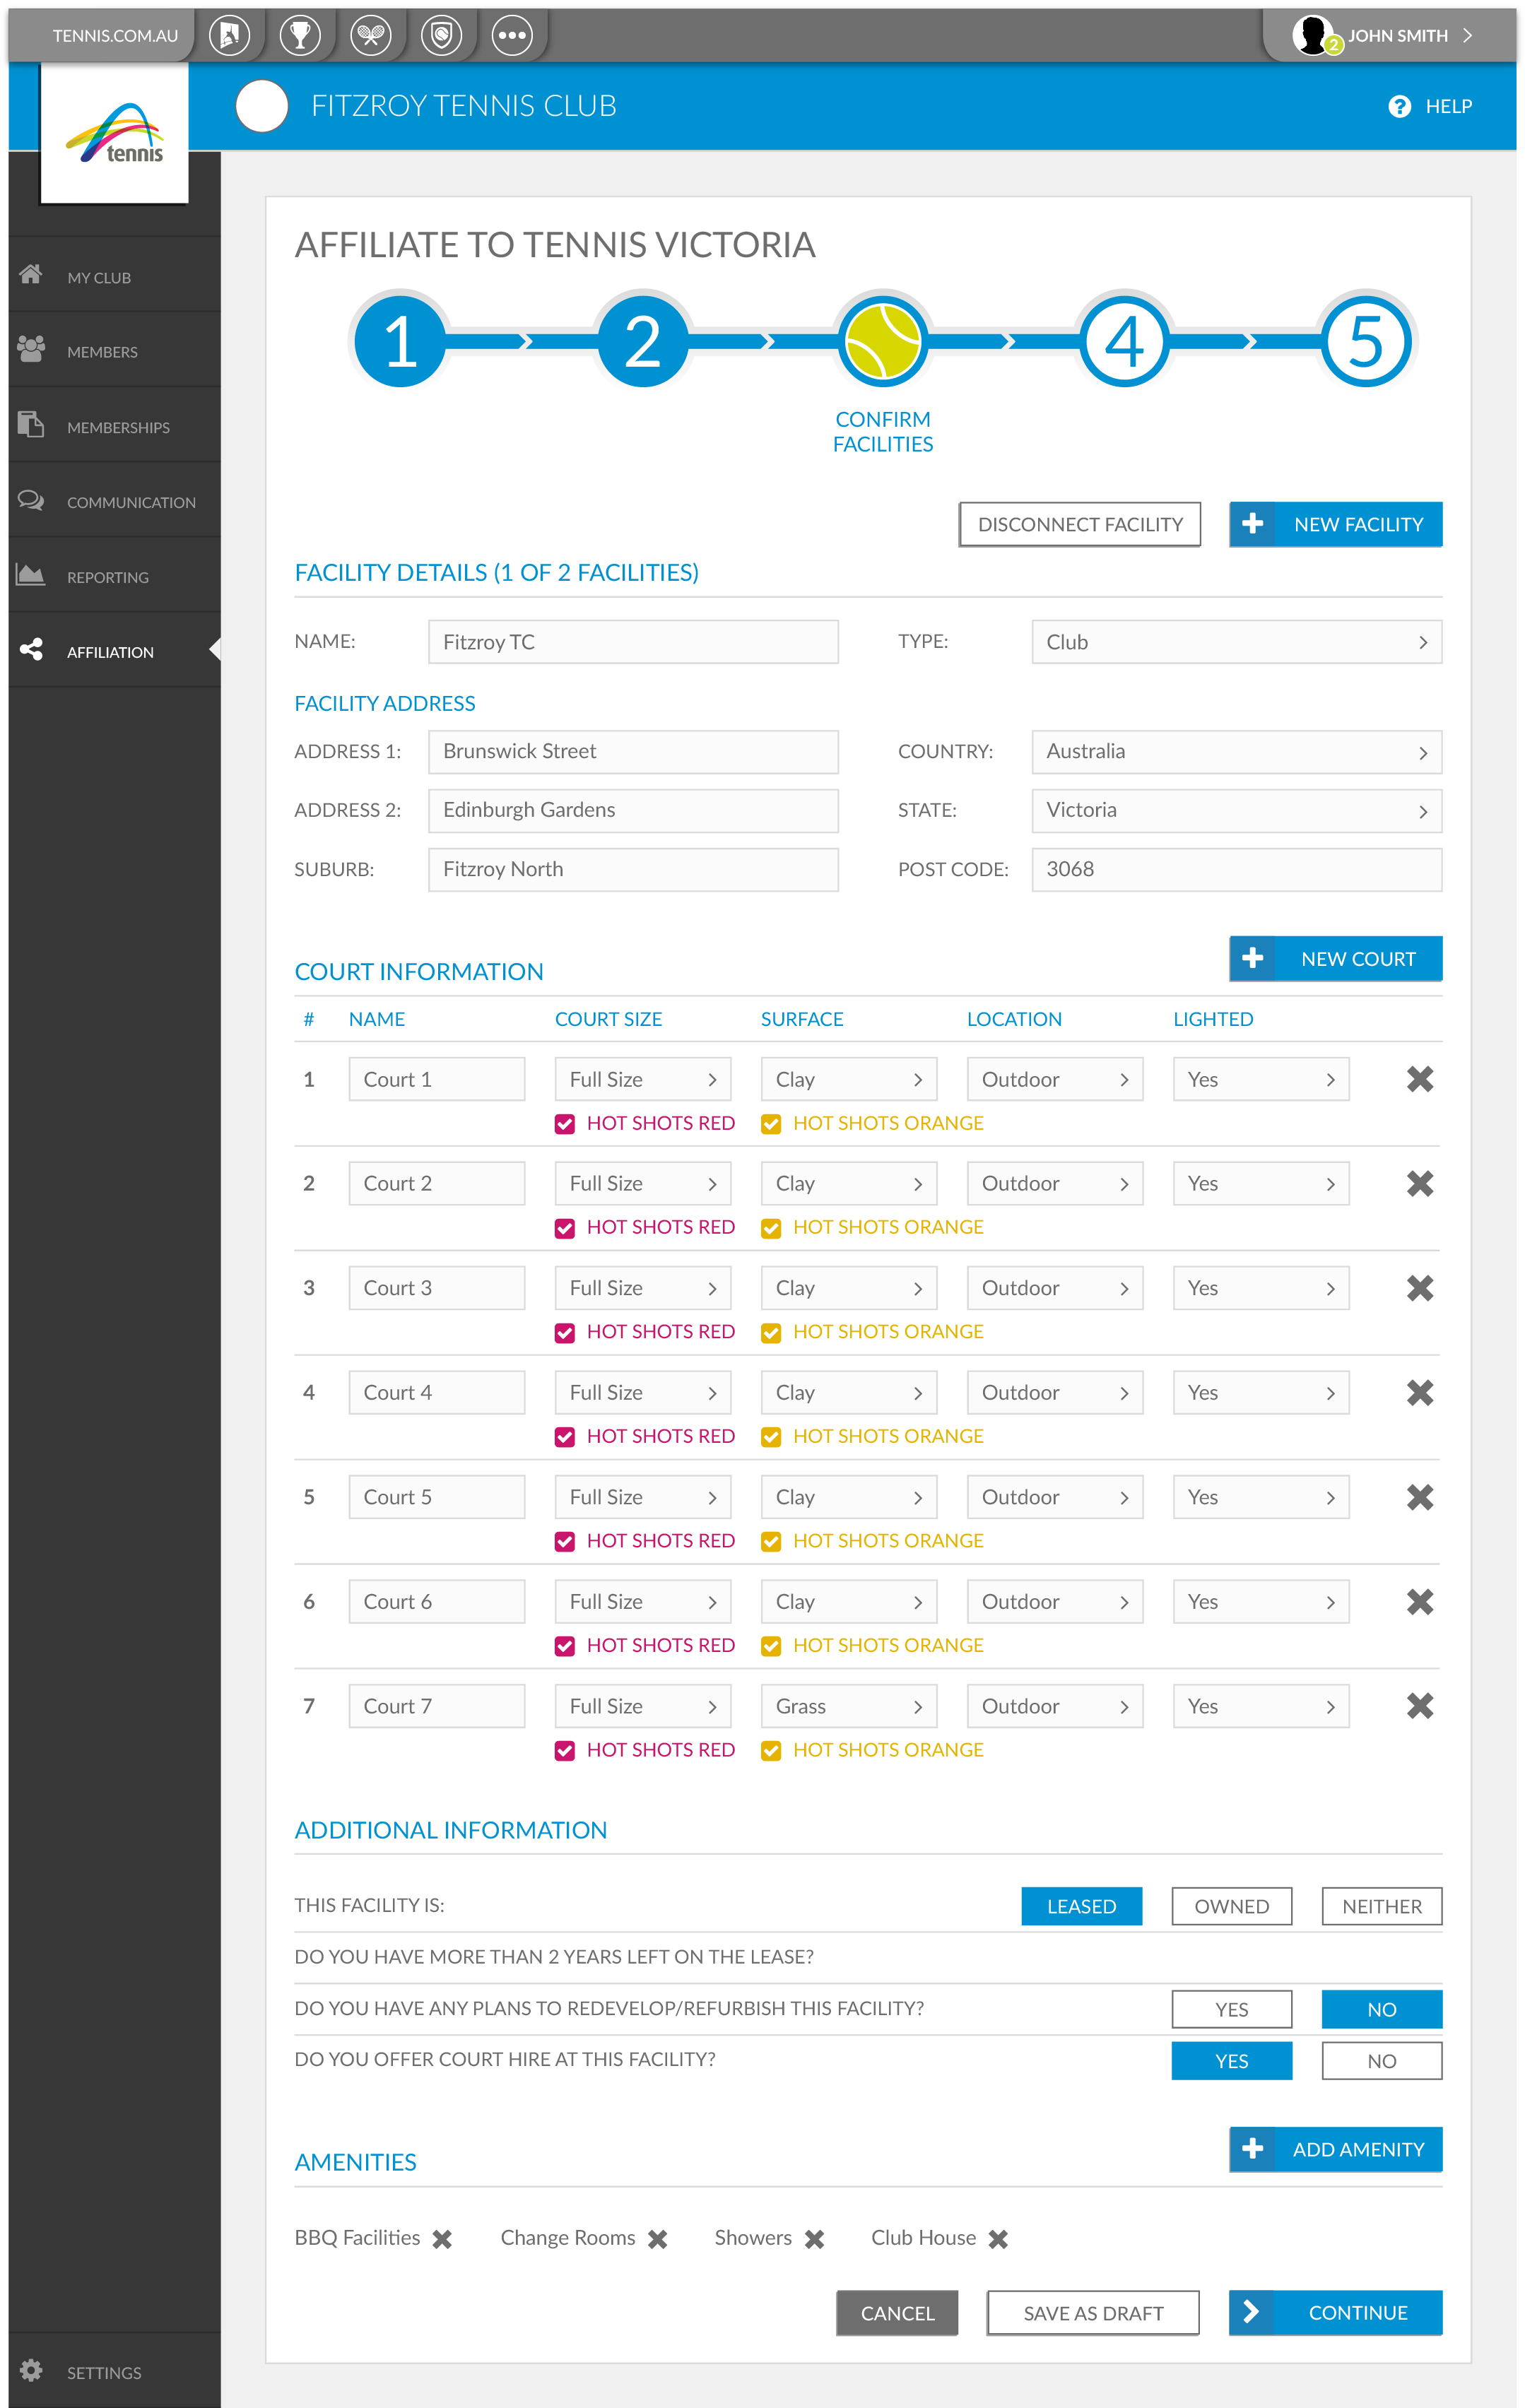 TENNIS.COM.AU
2
JOHN SMITH
tennis
FITZROY TENNIS CLUB
HELP
MY CLUB
MEMBERS
MEMBERSHIPS
COMMUNICATION
REPORTING
AFFILIATION
SETTINGS
AFFILIATE TO TENNIS VICTORIA
1 2 4 5
CONFIRM
FACILITIES
DISCONNECT FACILITY NEW FACILITY
FACILITY DETAILS (1 OF 2 FACILITIES)
NAME: Fitzroy TC TYPE: Club
FACILITY ADDRESS
ADDRESS 1: Brunswick Street COUNTRY: Australia
ADDRESS 2: Edinburgh Gardens STATE: Victoria
SUBURB: Fitzroy North POST CODE: 3068
NEW COURT
COURT INFORMATION
# NAME COURT SIZE SURFACE LOCATION LIGHTED
1 Court 1 Full Size Clay Outdoor Yes
HOT SHOTS RED HOT SHOTS ORANGE
2 Court 2 Full Size Clay Outdoor Yes
HOT SHOTS RED HOT SHOTS ORANGE
3 Court 3 Full Size Clay Outdoor Yes
HOT SHOTS RED HOT SHOTS ORANGE
4 Court 4 Full Size Clay Outdoor Yes
HOT SHOTS RED HOT SHOTS ORANGE
5 Court 5 Full Size Clay Outdoor Yes
HOT SHOTS RED HOT SHOTS ORANGE
6 Court 6 Full Size Clay Outdoor Yes
HOT SHOTS RED HOT SHOTS ORANGE
7 Court 7 Full Size Grass Outdoor Yes
HOT SHOTS RED HOT SHOTS ORANGE
ADDITIONAL INFORMATION
THIS FACILITY IS: LEASED OWNED NEITHER
DO YOU HAVE MORE THAN 2 YEARS LEFT ON THE LEASE?
DO YOU HAVE ANY PLANS TO REDEVELOP/REFURBISH THIS FACILITY? YES NO
DO YOU OFFER COURT HIRE AT THIS FACILITY? YES NO
ADD AMENITY
AMENITIES
BBQ Facilities Change Rooms Showers Club House
CANCEL SAVE AS DRAFT CONTINUE